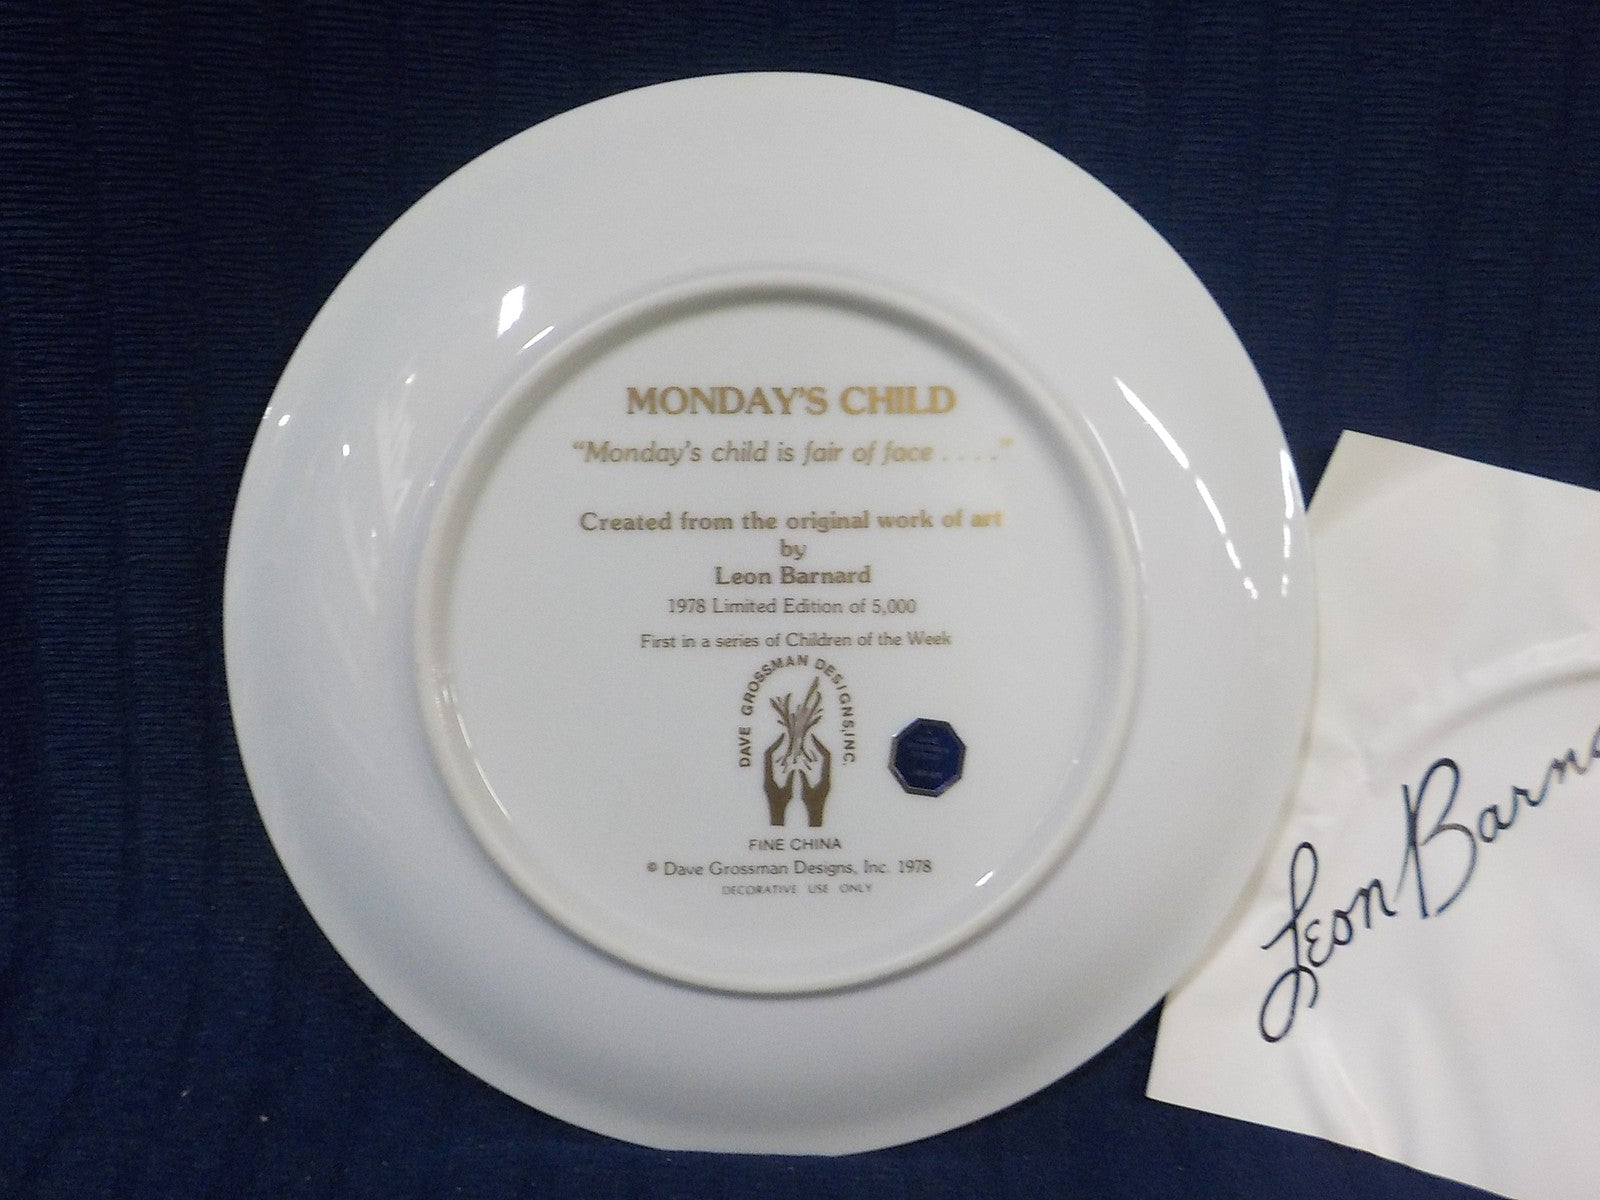 MONDAY'S CHILD
"Monday's child is fair of face . . . ."
Created from the original work of art
by
Leon Barnard
1978 Limited Edition of 5,000
First in a series of Children of the Week
DAVE GROSSMAN DESIGNS, INC.
FINE CHINA
© Dave Grossman Designs, Inc. 1978
DECORATIVE USE ONLY
Leon Barna